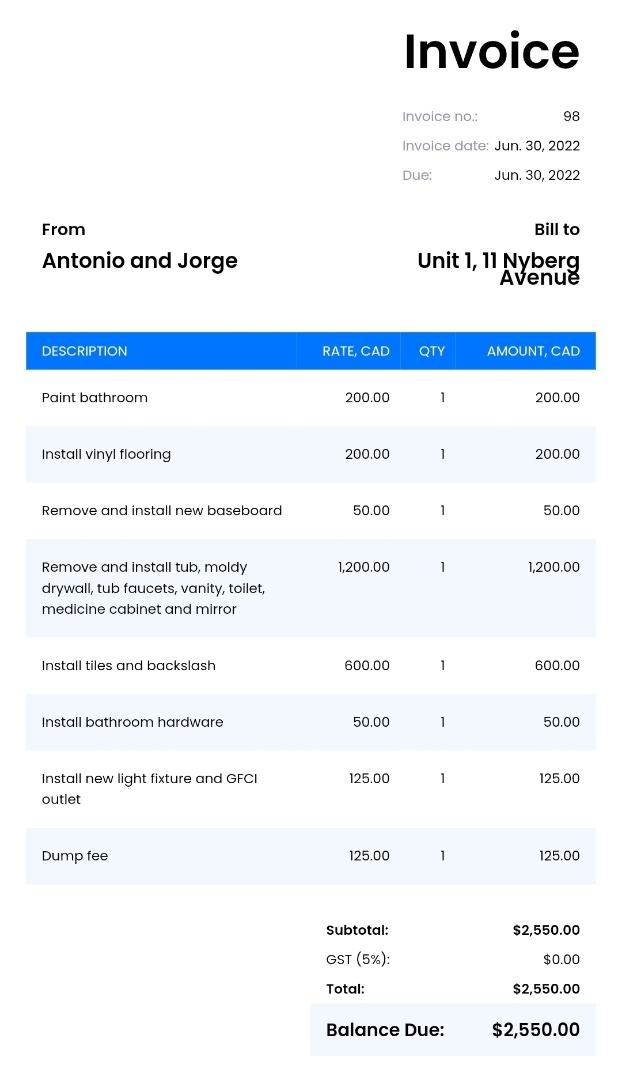 Invoice
Invoice no.: 98
Invoice date: Jun. 30, 2022
Due: Jun. 30, 2022
From
Antonio and Jorge
Bill to
Unit 1, 11 Nyberg
Avenue
DESCRIPTION RATE, CAD QTY AMOUNT, CAD
Paint bathroom 200.00 1 200.00
Install vinyl flooring 200.00 1 200.00
Remove and install new baseboard 50.00 1 50.00
Remove and install tub, moldy 1,200.00 1 1,200.00
drywall, tub faucets, vanity, toilet,
medicine cabinet and mirror
Install tiles and backslash 600.00 1 600.00
Install bathroom hardware 50.00 1 50.00
Install new light fixture and GFCI 125.00 1 125.00
outlet
Dump fee 125.00 1 125.00
Subtotal: $2,550.00
GST (5%): $0.00
Total: $2,550.00
Balance Due: $2,550.00